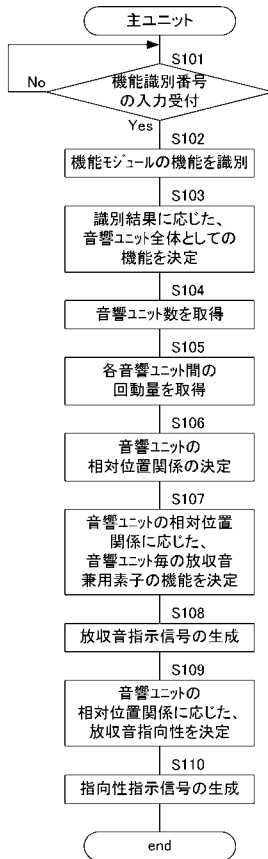 主ユニット
S101
No
機能識別番号
の入力受付
Yes
S102
機能モジュールの機能を識別
S103
識別結果に応じた、
音響ユニット全体としての
機能を決定
S104
音響ユニット数を取得
S105
各音響ユニット間の
回動量を取得
S106
音響ユニットの
相対位置関係の決定
S107
音響ユニットの相対位置
関係に応じた、
音響ユニット毎の放収音
兼用素子の機能を決定
S108
放収音指示信号の生成
S109
音響ユニットの
相対位置関係に応じた、
放収音指向性を決定
S110
指向性指示信号の生成
end